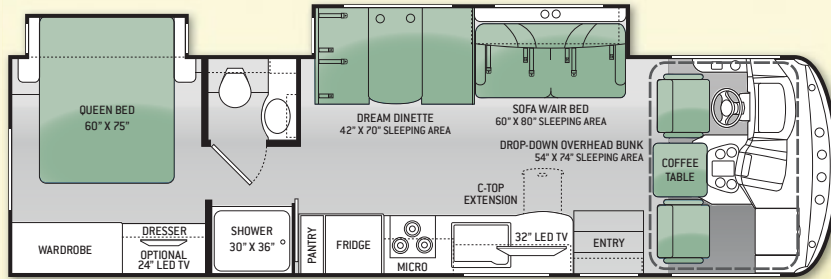 QUEEN BED
60" X 75"
DREAM DINETTE
42" X 70" SLEEPING AREA
SOFA W/AIR BED
60" X 80" SLEEPING AREA
DROP-DOWN OVERHEAD BUNK
54" X 74" SLEEPING AREA
COFFEE
TABLE
C-TOP
EXTENSION
WARDROBE
DRESSER
OPTIONAL
24" LED TV
SHOWER
30" X 36"
PANTRY
FRIDGE
MICRO
32" LED TV
ENTRY